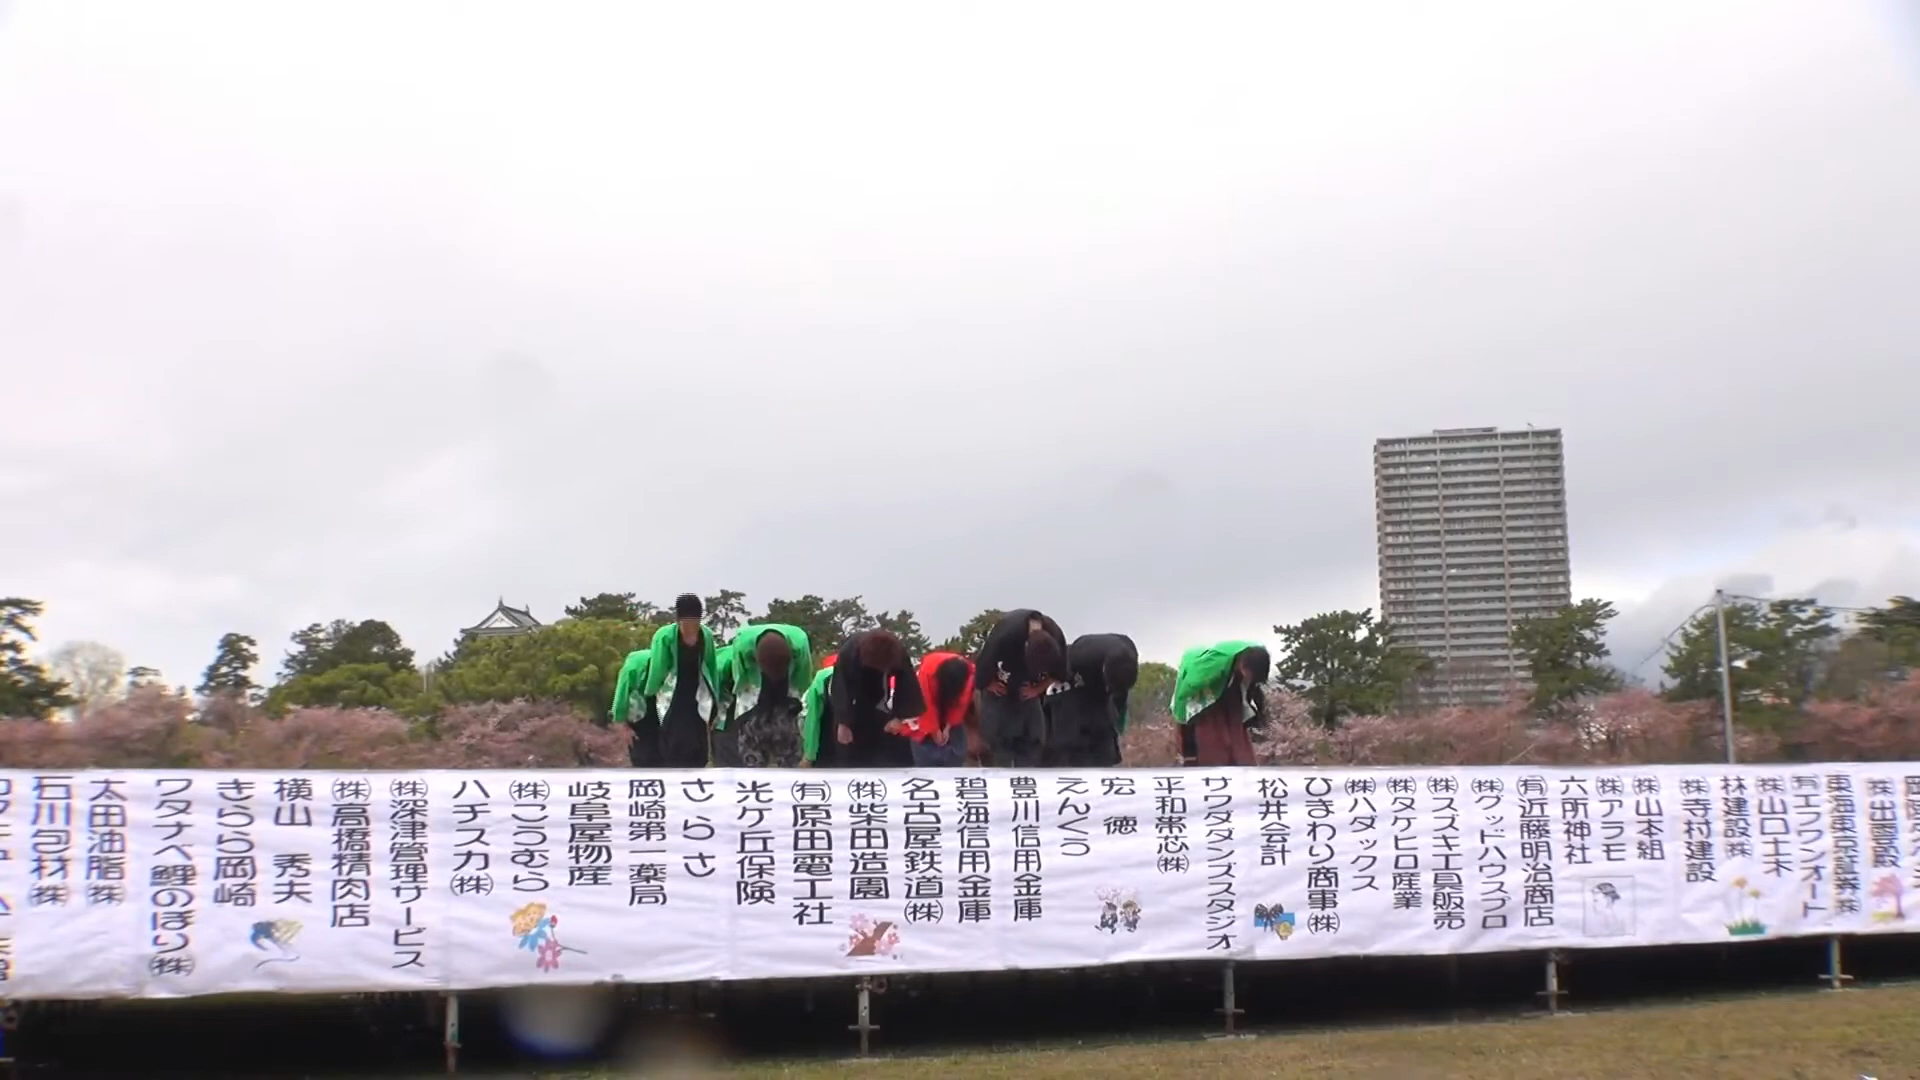 石川包材㈱
太田油脂㈱
ワタナベ鯉のぼり㈱
きらら岡崎
横山　秀夫
㈱高橋精肉店
㈱深津管理サービス
ハチスカ㈱
㈱こうむら
岐阜屋物産
岡崎第一薬局
さらさ
光ケ丘保険
㈲原田電工社
㈱柴田造園
名古屋鉄道㈱
碧海信用金庫
豊川信用金庫
えんくう
宏　徳
平和帯芯㈱
サワダダンススタジオ
松井会計
ひまわり商事㈱
㈱ハダックス
㈱タケヒロ産業
㈱スズキ工具販売
㈱グッドハウスプロ
㈲近藤明治商店
六所神社
㈱アラモ
㈱山本組
㈱寺村建設
林建設㈱
㈱山口土木
㈲エフワンオート
東海東京証券㈱
㈱出雲殿